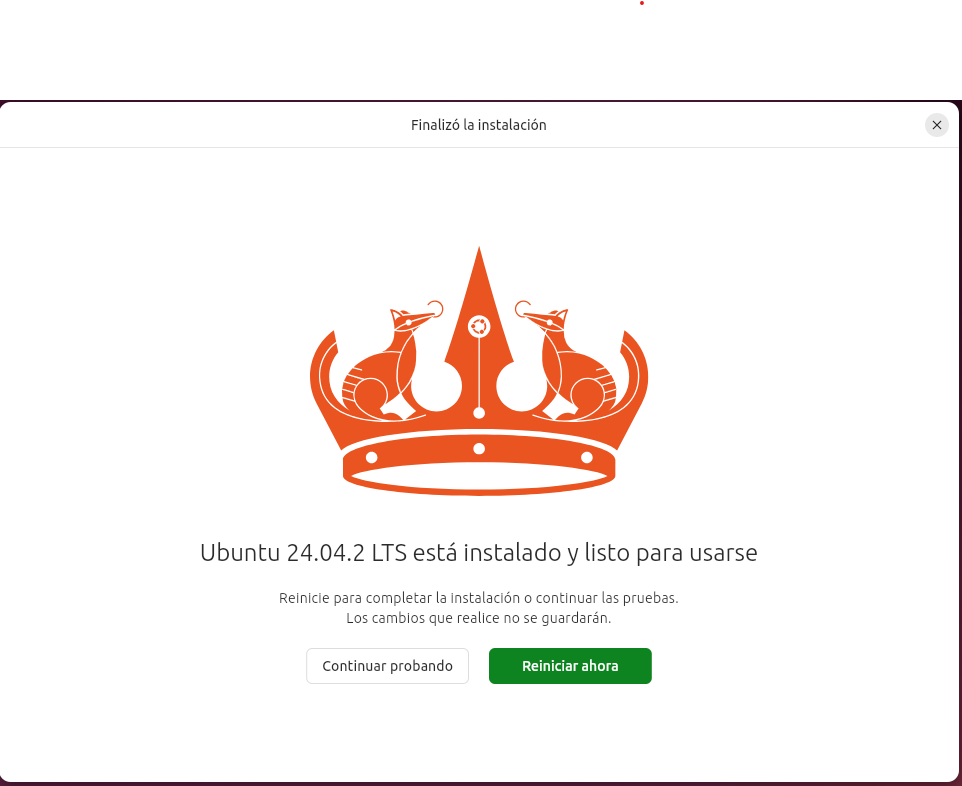 Finalizó la instalación
Ubuntu 24.04.2 LTS está instalado y listo para usarse
Reinicie para completar la instalación o continuar las pruebas.
Los cambios que realice no se guardarán.
Continuar probando
Reiniciar ahora